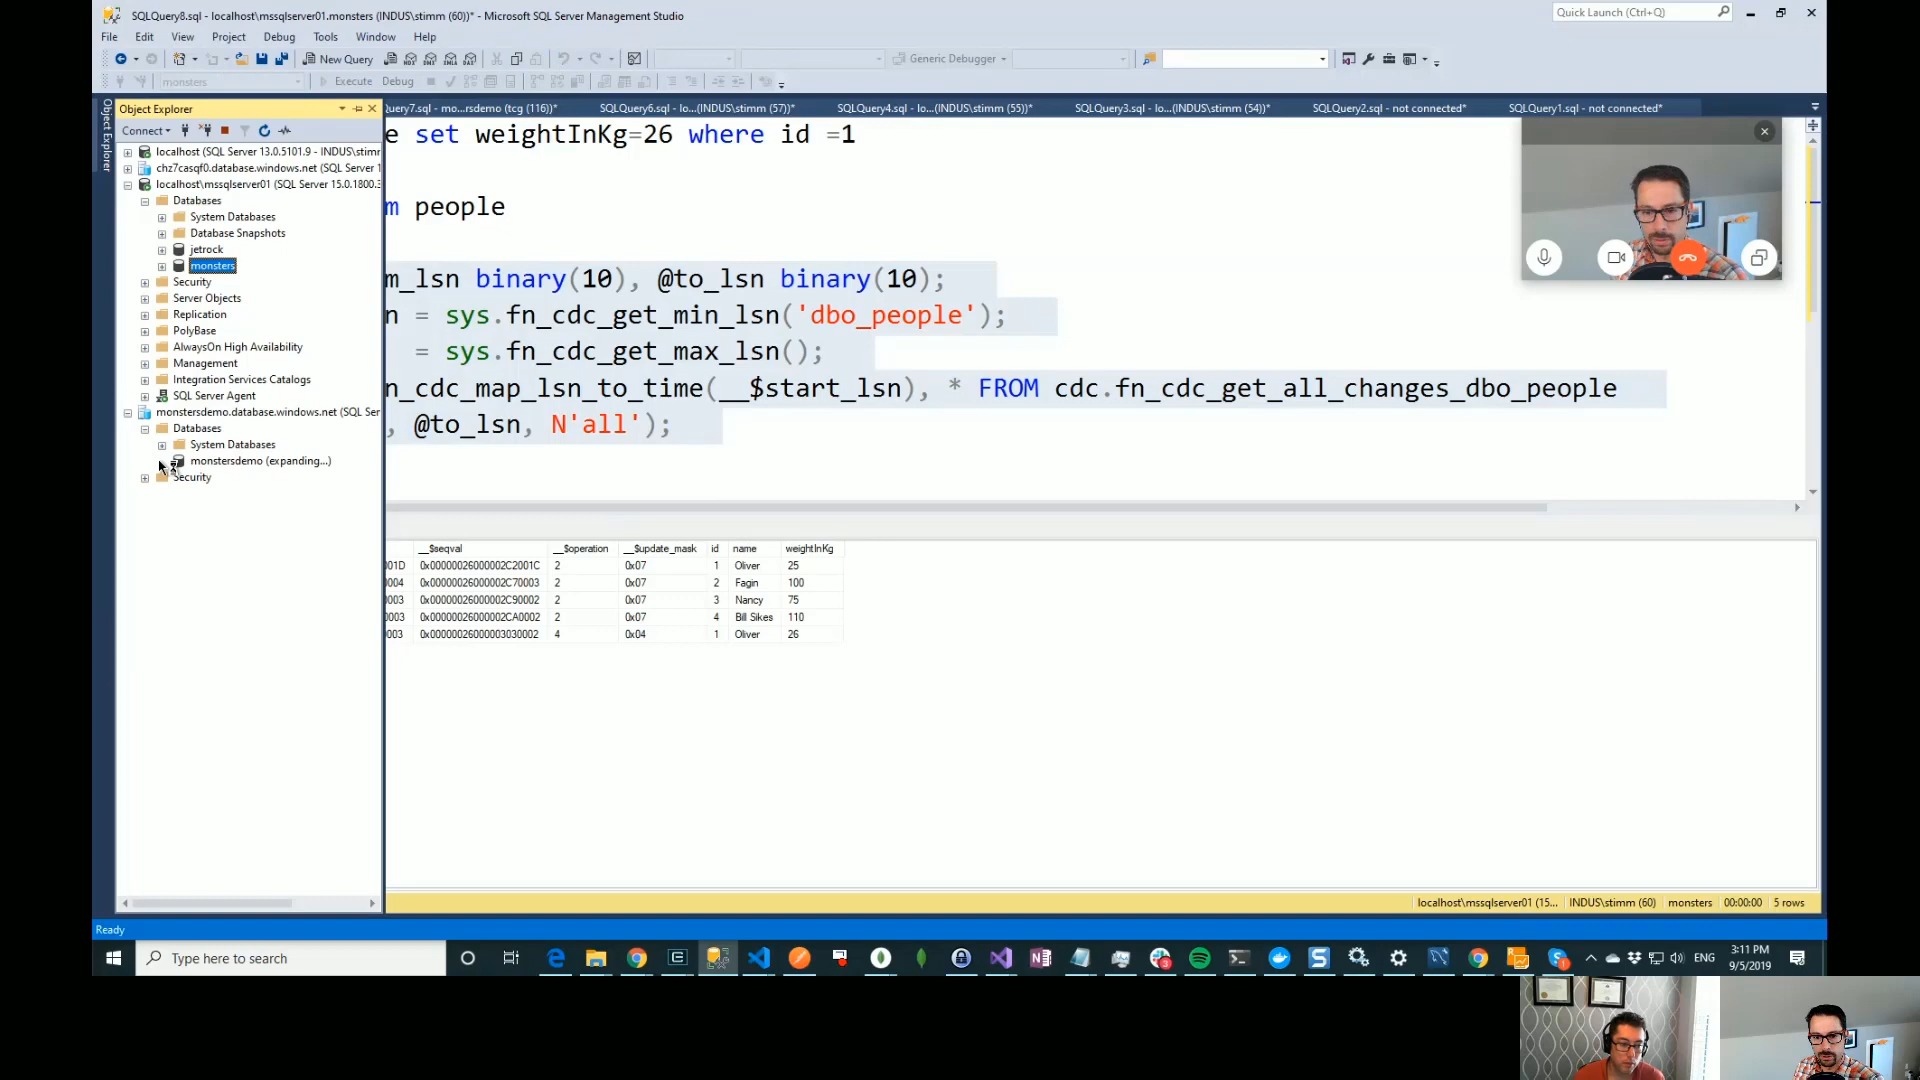 SQLQuery8.sql - localhost\mssqlserver01.monsters (INDUS\stimm (60))* - Microsoft SQL Server Management Studio
Quick Launch (Ctrl+Q)
File Edit View Project Debug Tools Window Help
New Query
Generic Debugger
monsters
Execute Debug
Object Explorer
Object Explorer
Connect
localhost (SQL Server 13.0.5101.9 - INDUS\stimm
chz7casqf0.database.windows.net (SQL Server 1
localhost\mssqlserver01 (SQL Server 15.0.1800.3
Databases
System Databases
Database Snapshots
jetrock
monsters
Security
Server Objects
Replication
PolyBase
AlwaysOn High Availability
Management
Integration Services Catalogs
SQL Server Agent
monstersdemo.database.windows.net (SQL Ser
Databases
System Databases
monstersdemo (expanding...)
Security
uery7.sql - mo...rsdemo (tcg (116))*
SQLQuery6.sql - lo...(INDUS\stimm (57))*
SQLQuery4.sql - lo...(INDUS\stimm (55))*
SQLQuery3.sql - lo...(INDUS\stimm (54))*
SQLQuery2.sql - not connected*
SQLQuery1.sql - not connected*
e set weightInKg=26 where id =1
m people
m_lsn binary(10), @to_lsn binary(10);
n = sys.fn_cdc_get_min_lsn('dbo_people');
= sys.fn_cdc_get_max_lsn();
n_cdc_map_lsn_to_time(__$start_lsn), * FROM cdc.fn_cdc_get_all_changes_dbo_people
, @to_lsn, N'all');
__$seqval __$operation __$update_mask id name weightInKg
001D 0x00000026000002C2001C 2 0x07 1 Oliver 25
0004 0x00000026000002C70003 2 0x07 2 Fagin 100
0003 0x00000026000002C90002 2 0x07 3 Nancy 75
0003 0x00000026000002CA0002 2 0x07 4 Bill Sikes 110
003 0x00000026000003030002 4 0x04 1 Oliver 26
localhost\mssqlserver01 (15... INDUS\stimm (60) monsters 00:00:00 5 rows
Ready
Type here to search
3
ENG
3:11 PM
9/5/2019